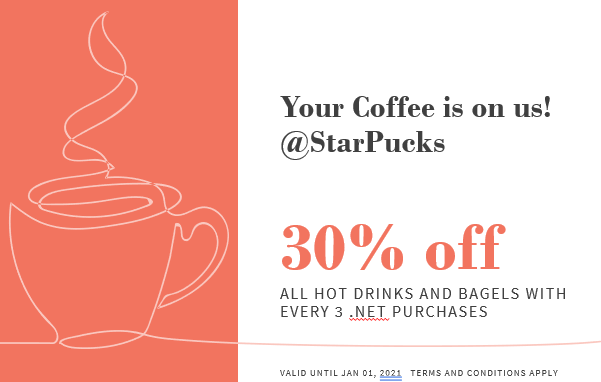 Your Coffee is on us!
@StarPucks
30% off
ALL HOT DRINKS AND BAGELS WITH
EVERY 3 .NET PURCHASES
VALID UNTIL JAN 01, 2021 TERMS AND CONDITIONS APPLY